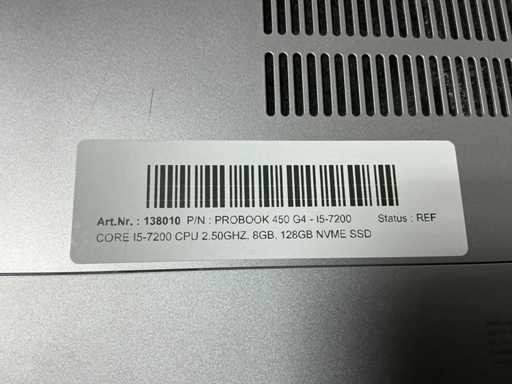 Art.Nr. : 138010 P/N : PROBOOK 450 G4 - I5-7200 Status : REF
CORE I5-7200 CPU 2.50GHZ, 8GB, 128GB NVME SSD